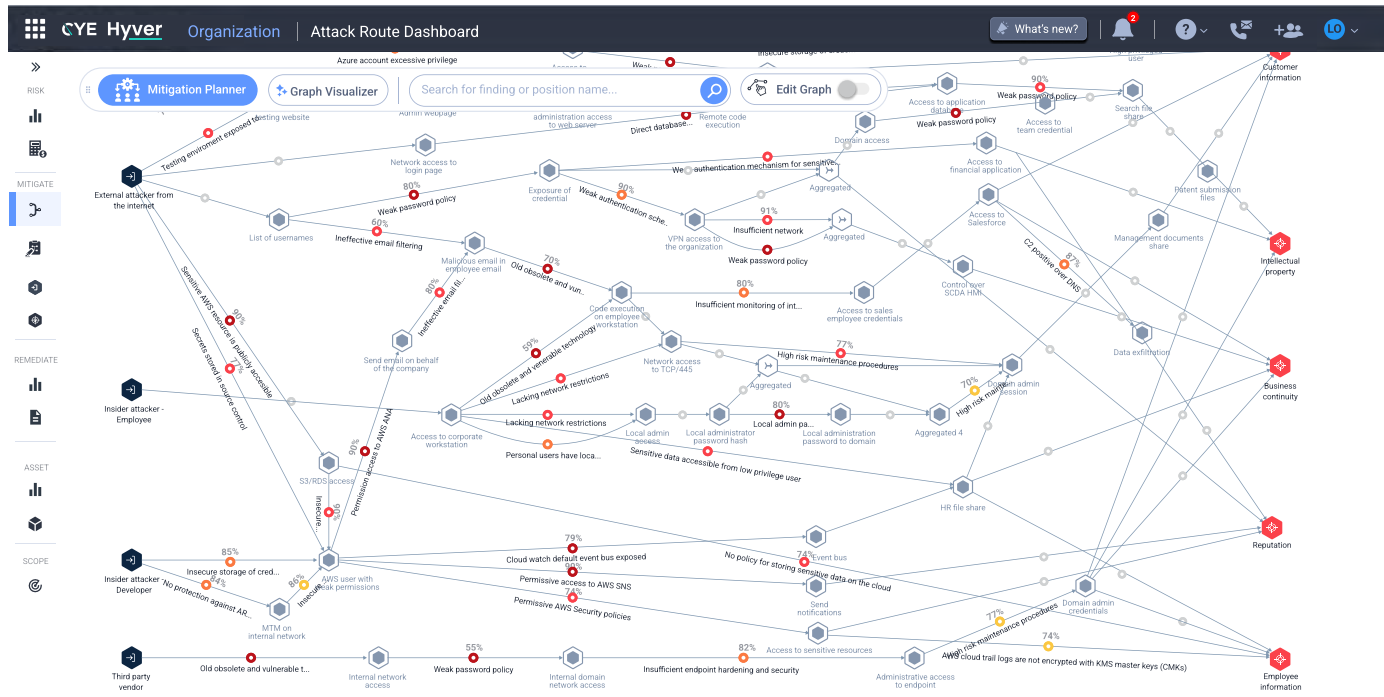 CYE Hyver
Organization
Attack Route Dashboard
What's new?
2
LO
RISK
MITIGATE
REMEDIATE
ASSET
SCOPE
Mitigation Planner
Graph Visualizer
Search for finding or position name...
Edit Graph
Azure account excessive privilege
user
Customer
information
Testing website
Admin webpage
administration access
to web server
Direct database...
Remote code
execution
Access to application
database
90%
Weak password policy
Weak password policy
Access to
team credential
Search file
share
Domain access
Testing enviroment exposed to
External attacker from
the internet
Network access to
login page
80%
Weak password policy
Exposure of
credential
90%
Weak authentication sche...
Weak authentication mechanism for sensitive...
Aggregated
Access to
financial application
Patent submission
files
List of usernames
60%
Ineffective email filtering
Malicious email in
employee email
VPN access to
the organization
91%
Insufficient network
Weak password policy
Aggregated
Access to
Salesforce
Management documents
share
Intellectual
property
70%
Old obsolete and vun...
C2 positive over DNS
87%
Control over
SCDA HMI
80%
Ineffective email fil...
Code execution
on employee
workstation
80%
Insufficient monitoring of int...
Access to sales
employee credentials
Data exfiltration
Sensitive AWS resource is publicly accesible
90%
Secrets stored in source control
77%
Send email on behalf
of the company
59%
Old obsolete and venerable technology
Network access
to TCP/445
77%
High risk maintenance procedures
Domain admin
session
Business
continuity
Insider attacker -
Employee
Lacking network restrictions
Aggregated
70%
High risk maint...
Access to corporate
workstation
Lacking network restrictions
Personal users have loca...
Local admin
access
Local administrator
password hash
80%
Local admin pa...
Local administration
password to domain
Aggregated 4
Sensitive data accessible from low privilege user
90%
Permission access to AWS ANA
S3/RDS access
HR file share
Insecure...
90%
Reputation
79%
Cloud watch default event bus exposed
Event bus
74%
No policy for storing sensitive data on the cloud
Insider attacker -
Developer
85%
Insecure storage of cred...
84%
No protection against AR...
86%
Insecure
AWS user with
weak permissions
90%
Permissive access to AWS SNS
74%
Permissive AWS Security policies
Send
notifications
Domain admin
credentials
MTM on
internal network
Access to sensitive resources
77%
High risk maintenance procedures
74%
AWS cloud trail logs are not encrypted with KMS master keys (CMKs)
Third party
vendor
Old obsolete and vulnerable t...
Internal network
access
55%
Weak password policy
Internal domain
network access
82%
Insufficient endpoint hardening and security
Administrative access
to endpoint
Employee
information